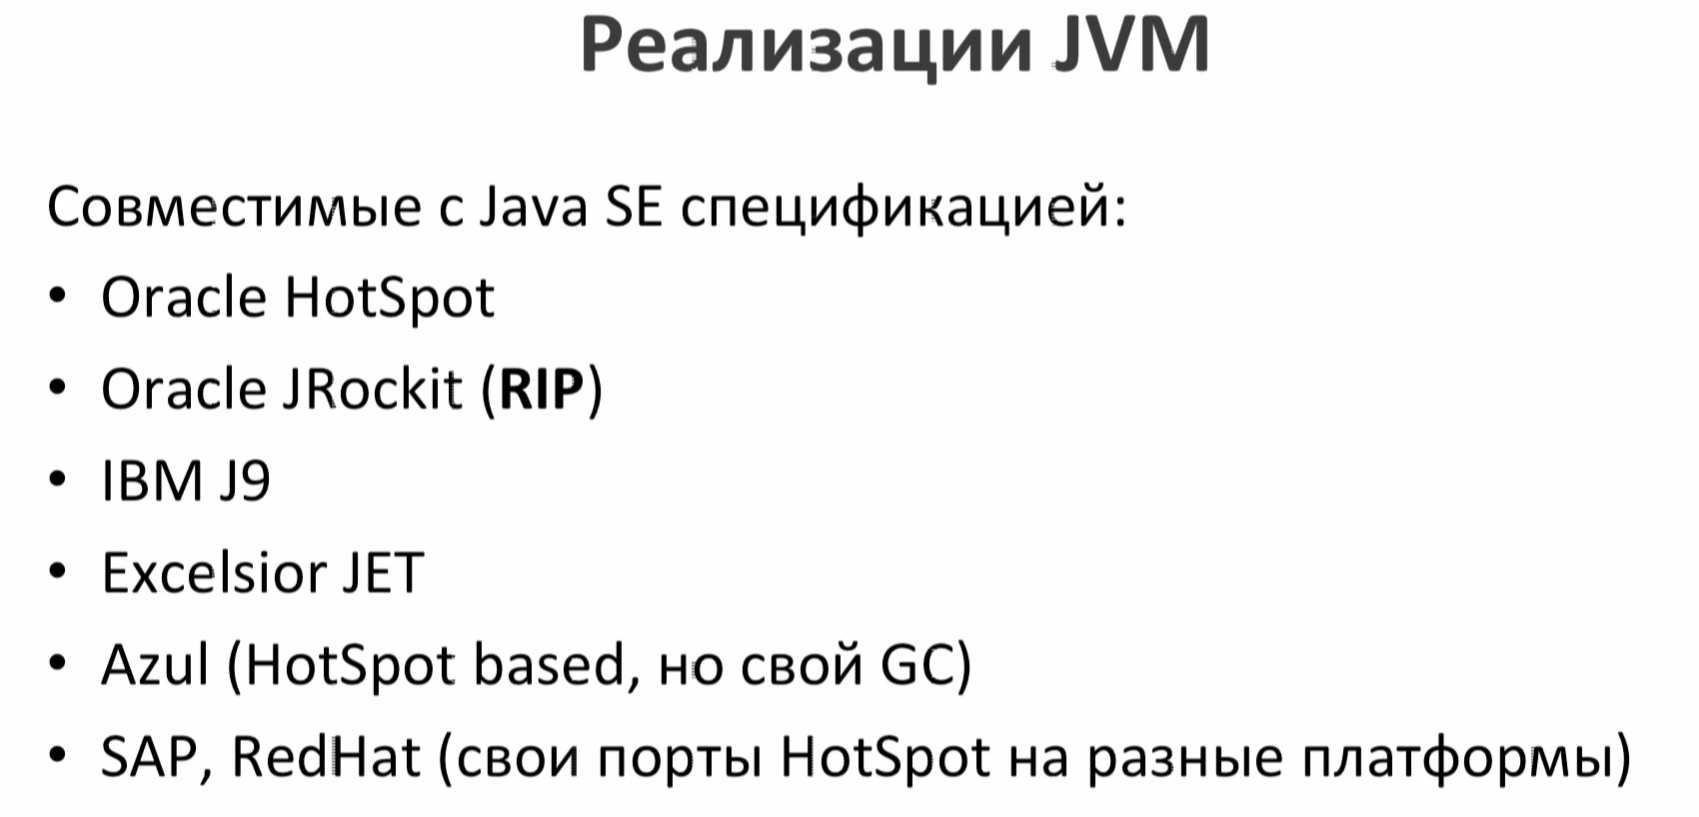 Реализации JVM
Совместимые с Java SE спецификацией:
• Oracle HotSpot
• Oracle JRockit (RIP)
• IBM J9
• Excelsior JET
• Azul (HotSpot based, но свой GC)
• SAP, RedHat (свои порты HotSpot на разные платформы)